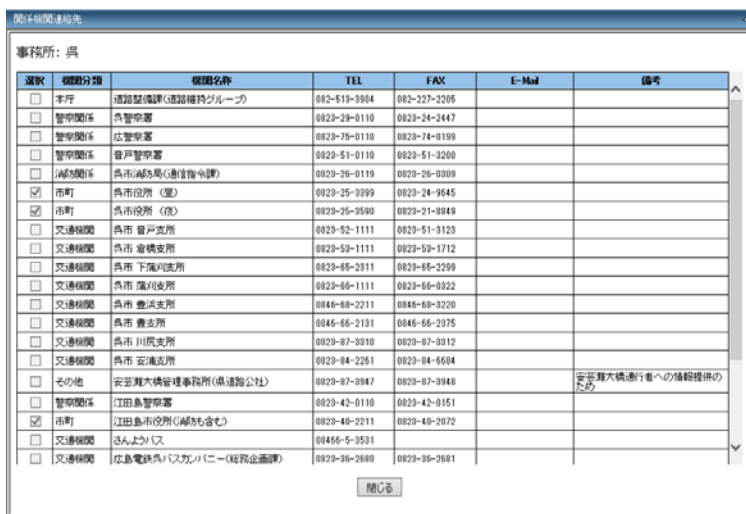 関係機関連絡先
事務所: 呉
選択 機関分類 機関名称 TEL FAX E-Mail 備考
本庁 道路整備課(道路維持グループ) 082-513-3904 082-227-2205
警察関係 呉警察署 0823-29-0110 0823-24-2447
警察関係 広警察署 0823-75-0110 0823-74-0199
警察関係 音戸警察署 0823-51-0110 0823-51-3200
消防関係 呉市消防局(通信指令課) 0823-26-0119 0823-26-0309
市町 呉市役所 (昼) 0823-25-3399 0823-24-9645
市町 呉市役所 (夜) 0823-25-3590 0823-21-8849
交通機関 呉市 音戸支所 0823-52-1111 0823-51-3123
交通機関 呉市 倉橋支所 0823-53-1111 0823-53-1712
交通機関 呉市 下蒲刈支所 0823-65-2311 0823-65-2299
交通機関 呉市 蒲刈支所 0823-66-1111 0823-66-0322
交通機関 呉市 豊浜支所 0846-68-2211 0846-68-3220
交通機関 呉市 豊支所 0846-66-2131 0846-66-2375
交通機関 呉市 川尻支所 0823-87-3310 0823-87-3312
交通機関 呉市 安浦支所 0823-84-2261 0823-84-6604
その他 安芸灘大橋管理事務所(県道路公社) 0823-87-3947 0823-87-3948 安芸灘大橋通行者への情報提供の
ため
警察関係 江田島警察署 0823-42-0110 0823-42-0151
市町 江田島市役所(消防も含む) 0823-40-2211 0823-40-2072
交通機関 さんようバス 08466-5-3531
交通機関 広島電鉄呉バスカンパニー(総務企画課) 0823-36-2680 0823-36-2681
閉じる